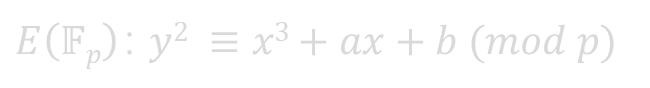 E(𝔽ₚ): y² ≡ x³ + ax + b (mod p)